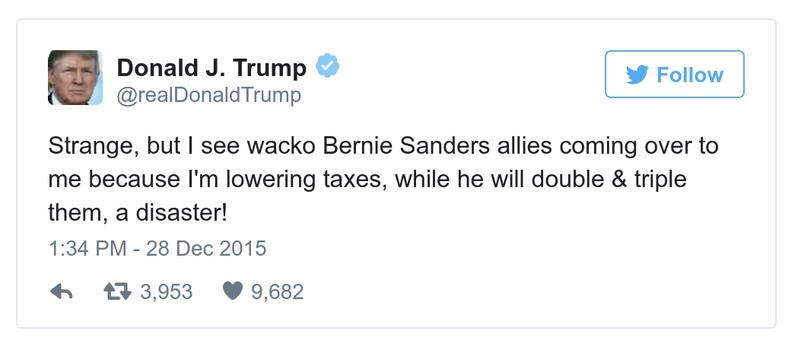 Donald J. Trump
@realDonaldTrump
Follow
Strange, but I see wacko Bernie Sanders allies coming over to
me because I'm lowering taxes, while he will double & triple
them, a disaster!
1:34 PM - 28 Dec 2015
3,953 9,682